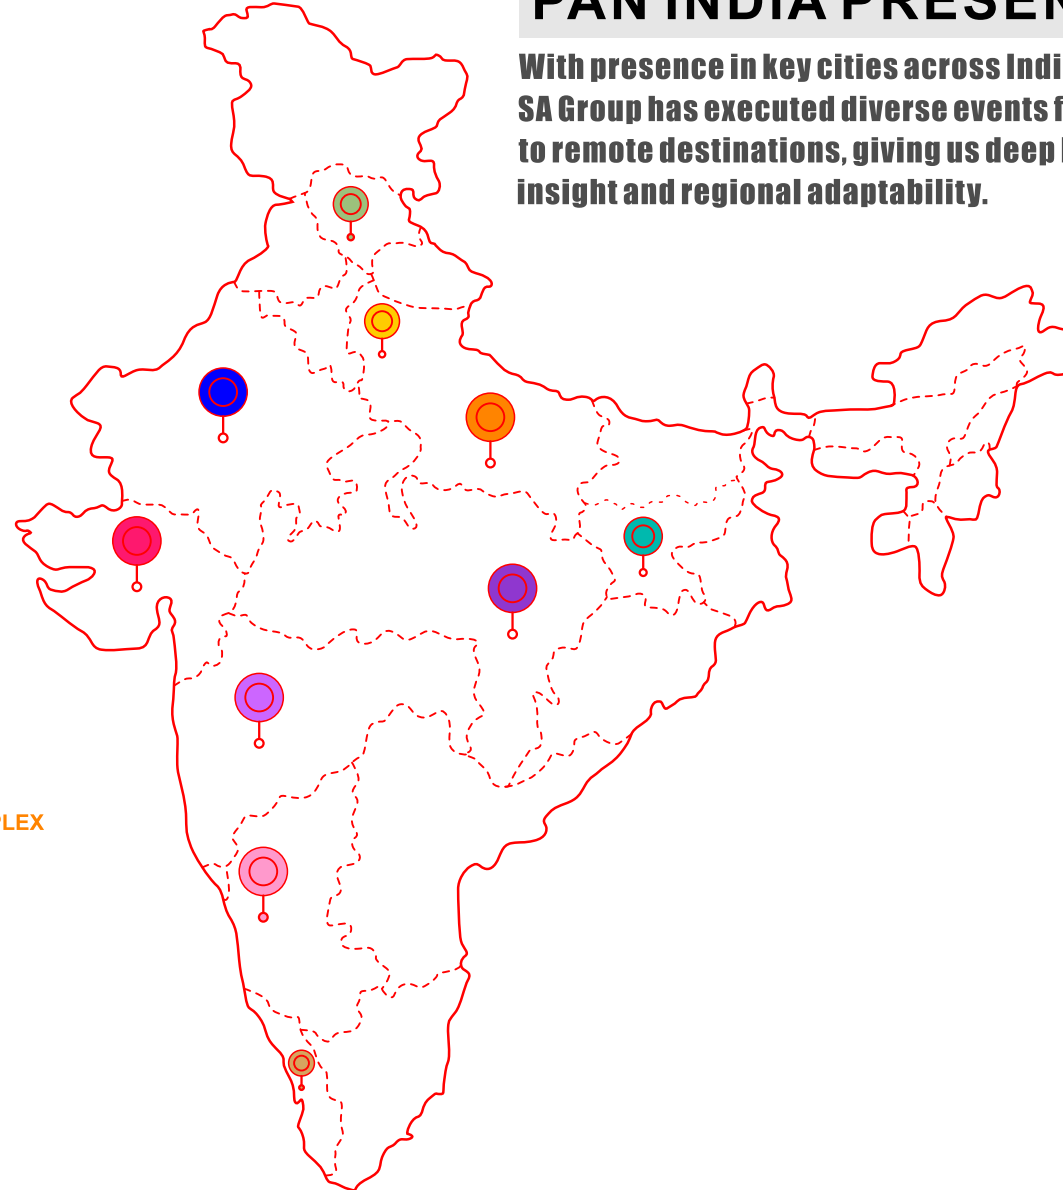 PAN INDIA PRESEN
With presence in key cities across Indi
SA Group has executed diverse events f
to remote destinations, giving us deep
insight and regional adaptability.
PLEX